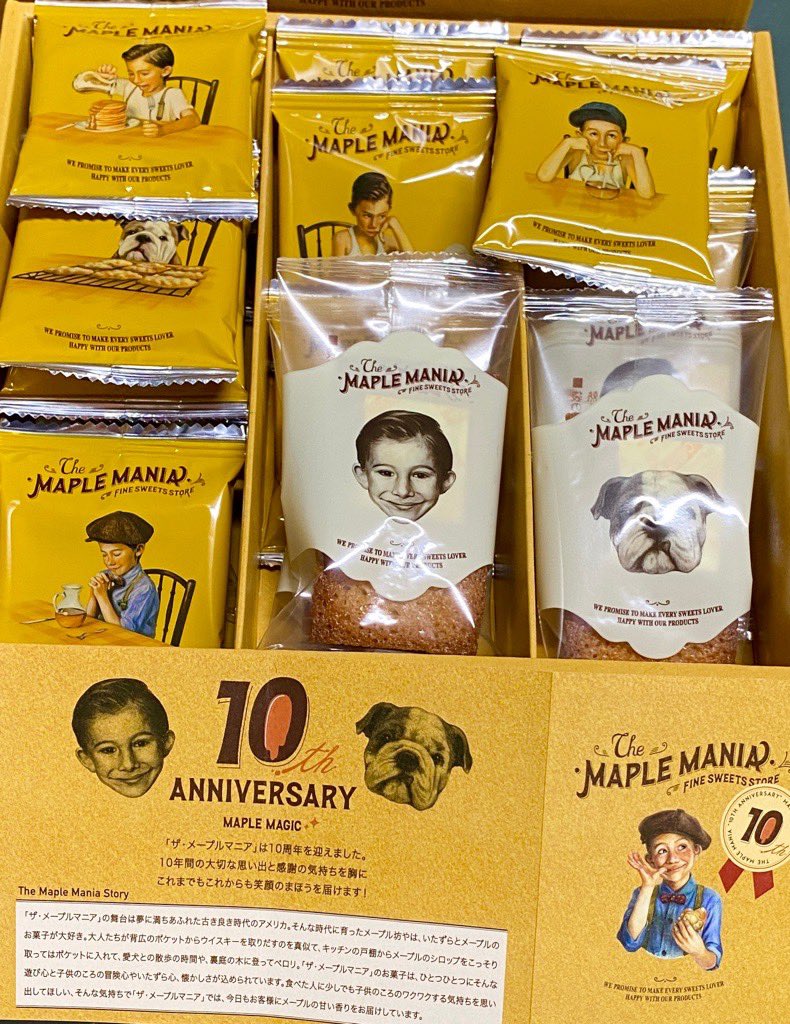 HAPPY WITH OUR PRODUCTS
The
MAPLE MANIA
WE PROMISE TO MAKE EVERY SWEETS LOVER
HAPPY WITH OUR PRODUCTS
The
MAPLE MANIA
The
MAPLE MANIA
FINE SWEETS STORE
The
MAPLE MANIA
FINE SWEETS STORE
WE PROMISE TO MAKE EVERY SWEETS LOVER
HAPPY WITH OUR PRODUCTS
WE PROMISE TO MAKE EVERY SWEETS LOVER
HAPPY WITH OUR PRODUCTS
The
MAPLE MANIA
FINE SWEETS STORE
The
MAPLE MANIA
FINE SWEETS STORE
WE PROMISE TO MAKE EVERY SWEETS LOVER
HAPPY WITH OUR PRODUCTS
MAPLE MANIA
The
MAPLE MANIA
FINE SWEETS STORE
WE PROMISE TO MAKE EVERY SWEETS LOVER
HAPPY WITH OUR PRODUCTS
10th
ANNIVERSARY
MAPLE MAGIC
「ザ・メープルマニア」は10周年を迎えました。
10年間の大切な思い出と感謝の気持ちを胸に
これまでもこれからも笑顔のまほうを届けます！
The Maple Mania Story
「ザ・メープルマニア」の舞台は夢に満ちあふれた古き良き時代のアメリカ。そんな時代に育ったメープル坊やは、いたずらとメープルの
お菓子が大好き。大人たちが背広のポケットからウイスキーを取りだすのを真似て、キッチンの戸棚からメープルのシロップをこっそり
取ってはポケットに入れて、愛犬との散歩の時間や、裏庭の木に登ってペロリ。「ザ・メープルマニア」のお菓子は、ひとつひとつにそんな
遊び心と子供のころの冒険心やいたずら心、懐かしさが込められています。食べた人に少しでも子供のころのワクワクする気持ちを思い
出してほしい、そんな気持ちで「ザ・メープルマニア」では、今日もお客様にメープルの甘い香りをお届けしています。
The
MAPLE MANIA
FINE SWEETS STORE
10TH ANNIVERSARY
10th
THE MAPLE MANIA
WE PROMISE TO MAKE EVERY SWEETS LOVER
HAPPY WITH OUR PRODUCTS